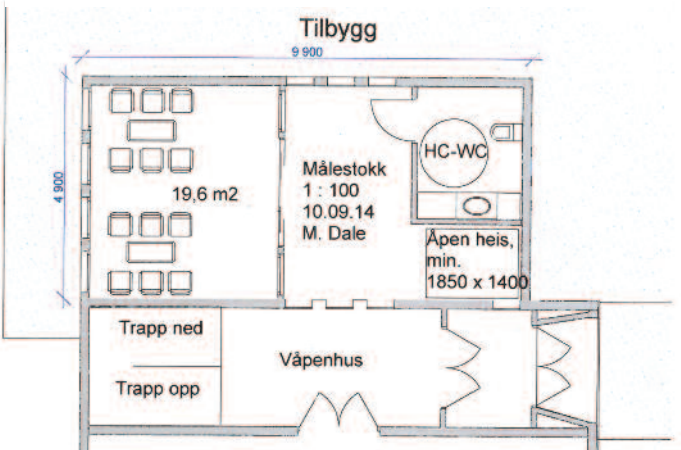 Tilbygg
9 900
4 900
19,6 m2
Målestokk
1 : 100
10.09.14
M. Dale
HC-WC
Åpen heis,
min.
1850 x 1400
Trapp ned
Trapp opp
Våpenhus